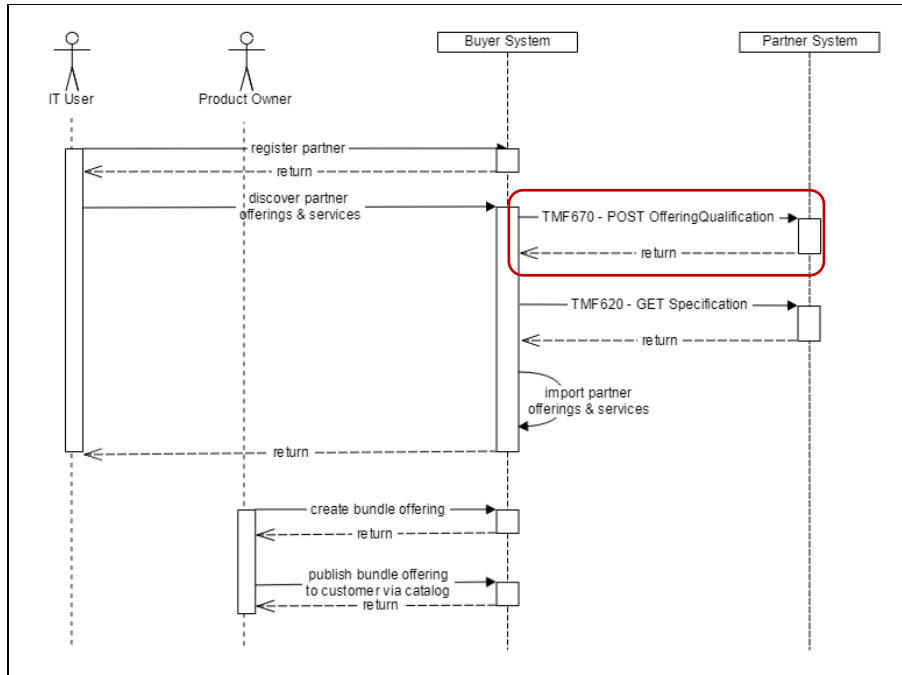 Buyer System
Partner System
IT User
Product Owner
register partner
return
discover partner
offerings & services
TMF670 - POST OfferingQualification
return
TMF620 - GET Specification
return
import partner
offerings & services
return
create bundle offering
return
publish bundle offering
to customer via catalog
return